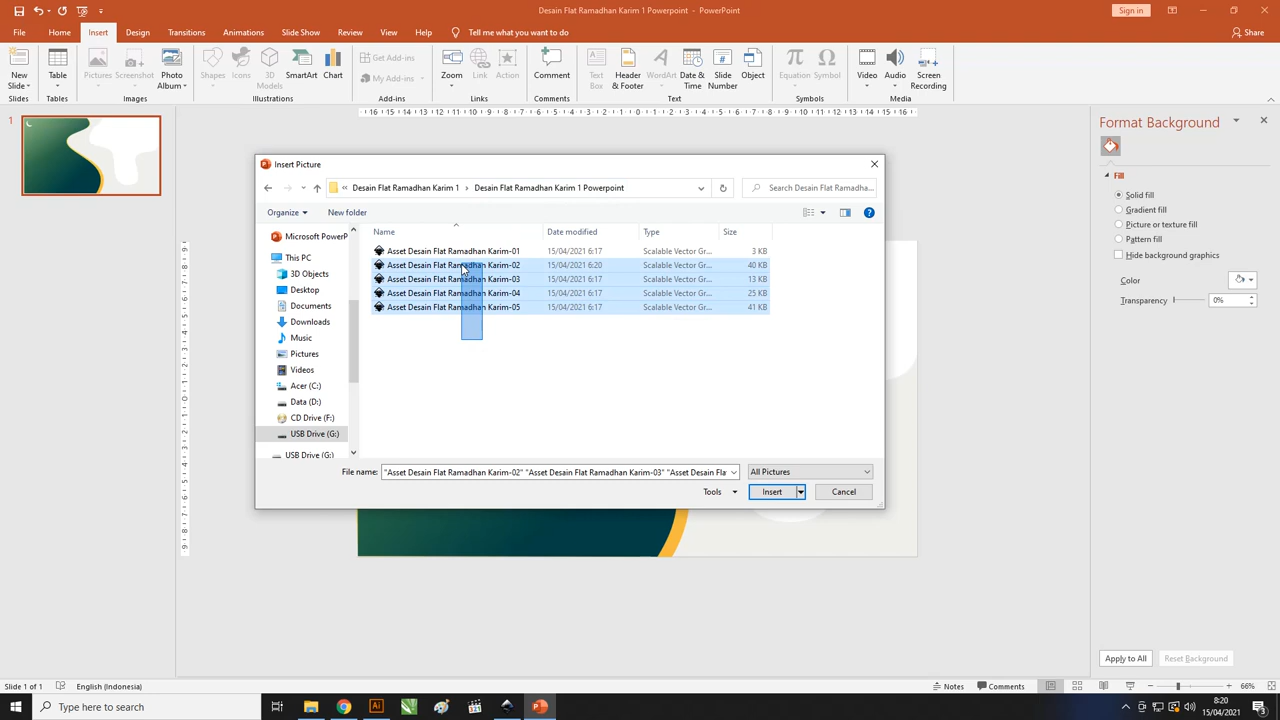 Desain Flat Ramadhan Karim 1 Powerpoint - PowerPoint
Sign in
File Home Insert Design Transitions Animations Slide Show Review View Help Tell me what you want to do Share
New Slide
Table
Pictures
Screenshot
Photo Album
Shapes
Icons
3D Models
SmartArt
Chart
Get Add-ins
My Add-ins
Zoom
Link
Action
Comment
Text Box
Header & Footer
WordArt
Date & Time
Slide Number
Object
Equation
Symbol
Video
Audio
Screen Recording
Slides Tables Images Illustrations Add-ins Links Comments Text Symbols Media
1
Format Background
Fill
Solid fill
Gradient fill
Picture or texture fill
Pattern fill
Hide background graphics
Color
Transparency 0%
Apply to All Reset Background
Insert Picture
« Desain Flat Ramadhan Karim 1 › Desain Flat Ramadhan Karim 1 Powerpoint
Search Desain Flat Ramadha...
Organize New folder
Name Date modified Type Size
Asset Desain Flat Ramadhan Karim-01 15/04/2021 6:17 Scalable Vector Gr... 3 KB
Asset Desain Flat Ramadhan Karim-02 15/04/2021 6:20 Scalable Vector Gr... 40 KB
Asset Desain Flat Ramadhan Karim-03 15/04/2021 6:17 Scalable Vector Gr... 13 KB
Asset Desain Flat Ramadhan Karim-04 15/04/2021 6:17 Scalable Vector Gr... 25 KB
Asset Desain Flat Ramadhan Karim-05 15/04/2021 6:17 Scalable Vector Gr... 41 KB
Microsoft PowerP
This PC
3D Objects
Desktop
Documents
Downloads
Music
Pictures
Videos
Acer (C:)
Data (D:)
CD Drive (F:)
USB Drive (G:)
USB Drive (G:)
File name: "Asset Desain Flat Ramadhan Karim-02" "Asset Desain Flat Ramadhan Karim-03" "Asset Desain Fla
All Pictures
Tools Insert Cancel
Slide 1 of 1 English (Indonesia) Notes Comments 66%
Type here to search
8:20
15/04/2021